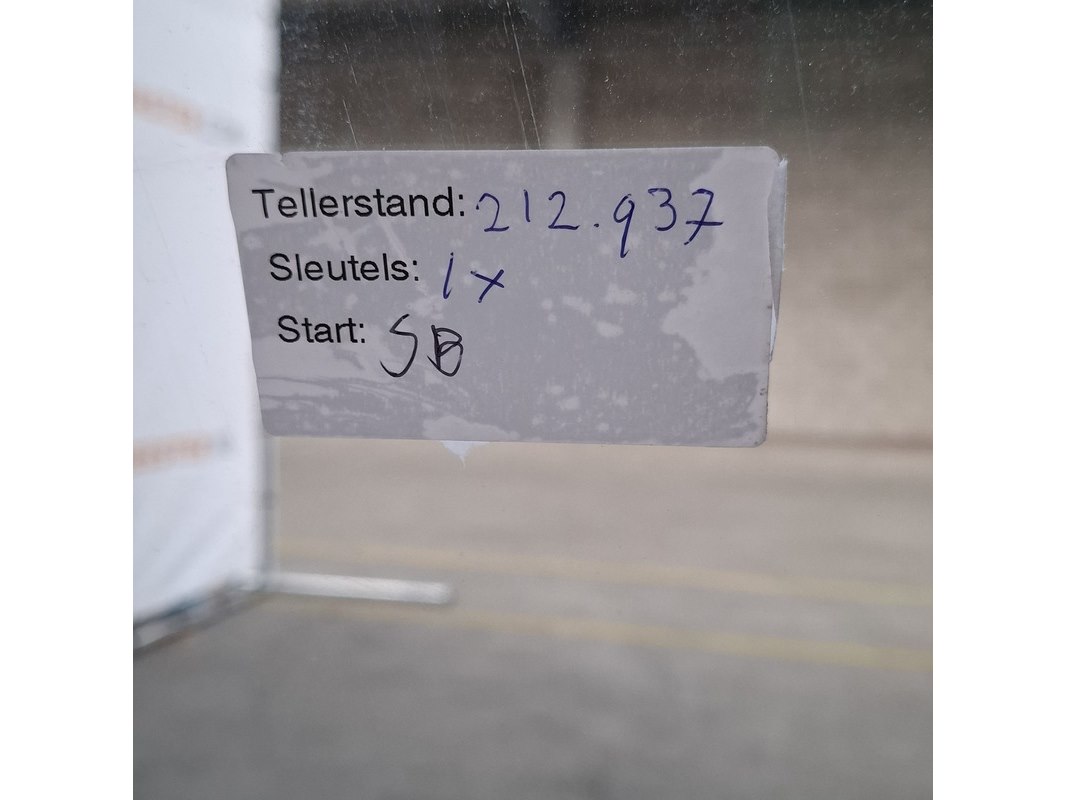 Tellerstand: 212.937
Sleutels: 1x
Start: SB